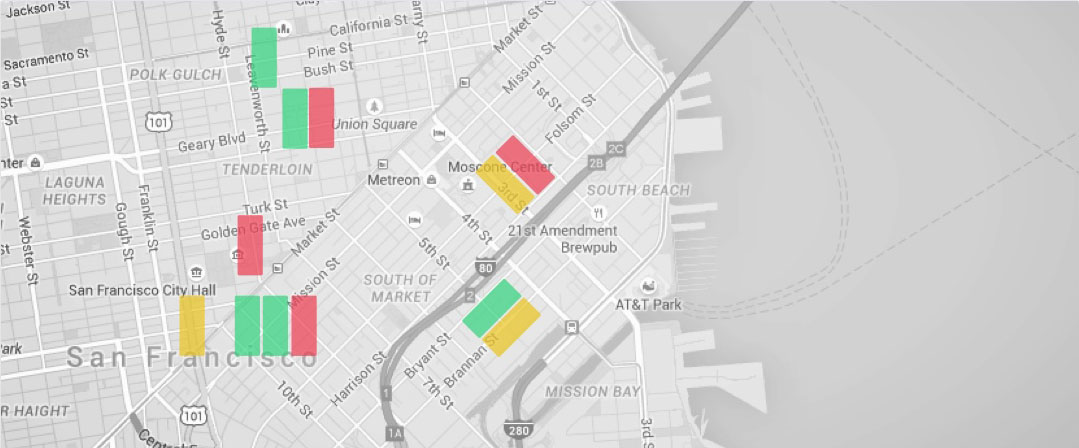 Jackson St
Clay
California St
Hyde St
Market St
Sacramento St
Pine St
Bush St
Mission St
POLK GULCH
Leavenworth St
a St
St
1st St
Folsom St
101
Union Square
Geary Blvd
2C
2B
TENDERLOIN
Moscone Center
LAGUNA
HEIGHTS
Metreon
3rd St
SOUTH BEACH
Franklin St
Gough St
Webster St
Turk St
Golden Gate Ave
Market St
4th St
21st Amendment
Brewpub
5th St
80
San Francisco City Hall
Mission St
SOUTH OF
MARKET
2
AT&T Park
San Francisco
Harrison St
Bryant St
Brannan St
7th St
10th St
1
MISSION BAY
R HAIGHT
101
1A
280
3rd S
Central